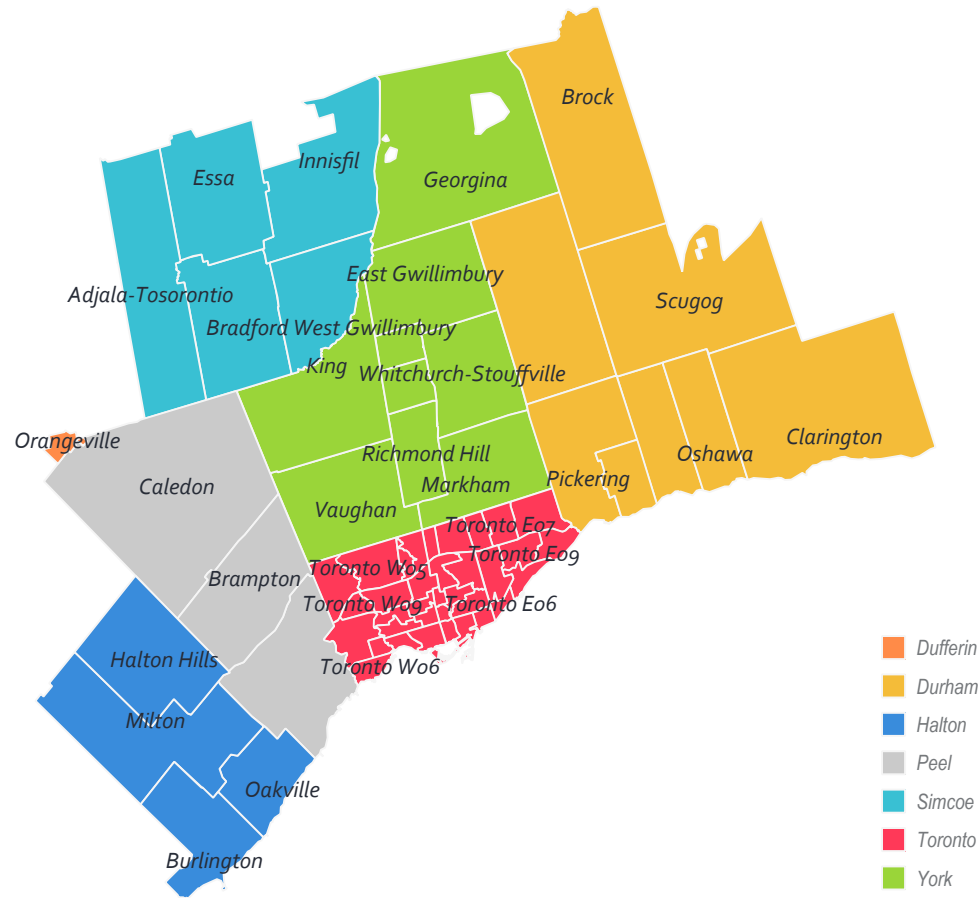 Brock
Innisfil
Essa
Georgina
East Gwillimbury
Adjala-Tosorontio
Scugog
Bradford West Gwillimbury
King
Whitchurch-Stouffville
Orangeville
Clarington
Richmond Hill
Oshawa
Caledon
Markham
Pickering
Vaughan
Toronto E07
Toronto E09
Toronto W05
Brampton
Toronto W09
Toronto E06
Halton Hills
Toronto W06
Milton
Oakville
Burlington
Dufferin
Durham
Halton
Peel
Simcoe
Toronto
York